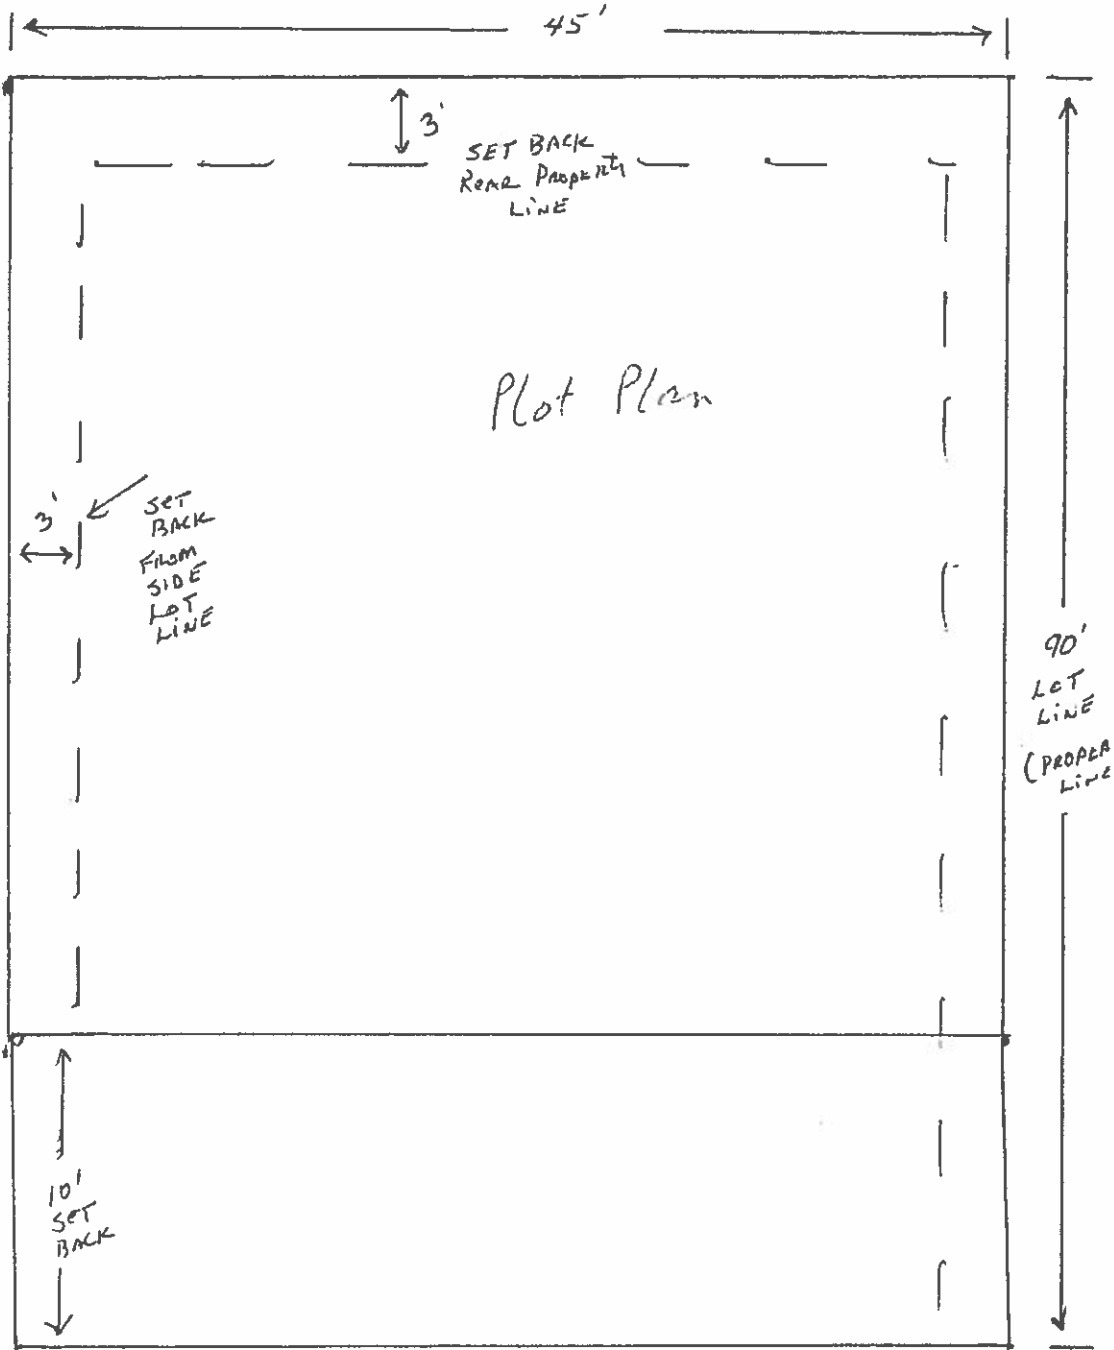 45'
3'
SET BACK
REAR PROPERTY
LINE
Plot Plan
3'
SET
BACK
FROM
SIDE
LOT
LINE
90'
LOT
LINE
(PROPER
LINE
10'
SET
BACK